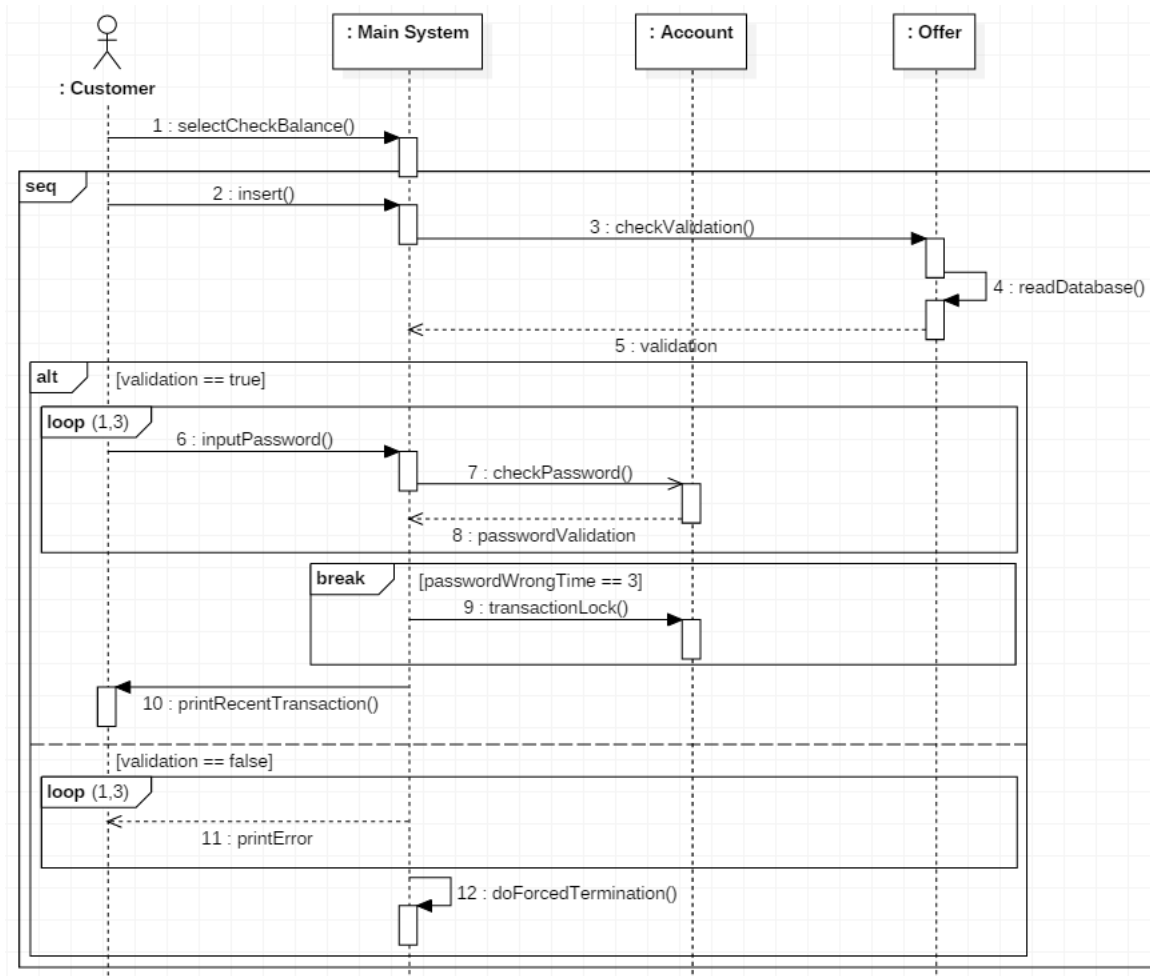 : Main System
: Account
: Offer
: Customer
1 : selectCheckBalance()
seq
2 : insert()
3 : checkValidation()
4 : readDatabase()
5 : validation
alt
[validation == true]
loop (1,3)
6 : inputPassword()
7 : checkPassword()
8 : passwordValidation
break
[passwordWrongTime == 3]
9 : transactionLock()
10 : printRecentTransaction()
[validation == false]
loop (1,3)
11 : printError
12 : doForcedTermination()